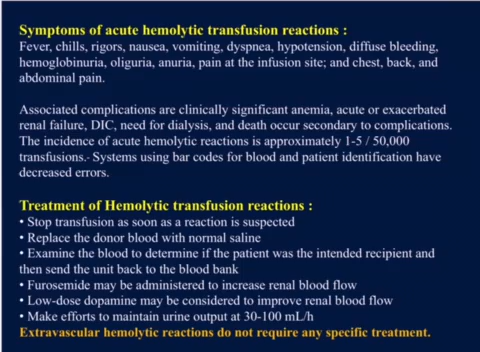 Symptoms of acute hemolytic transfusion reactions :
Fever, chills, rigors, nausea, vomiting, dyspnea, hypotension, diffuse bleeding,
hemoglobinuria, oliguria, anuria, pain at the infusion site; and chest, back, and
abdominal pain.
Associated complications are clinically significant anemia, acute or exacerbated
renal failure, DIC, need for dialysis, and death occur secondary to complications.
The incidence of acute hemolytic reactions is approximately 1-5 / 50,000
transfusions.- Systems using bar codes for blood and patient identification have
decreased errors.
Treatment of Hemolytic transfusion reactions :
• Stop transfusion as soon as a reaction is suspected
• Replace the donor blood with normal saline
• Examine the blood to determine if the patient was the intended recipient and
then send the unit back to the blood bank
• Furosemide may be administered to increase renal blood flow
• Low-dose dopamine may be considered to improve renal blood flow
• Make efforts to maintain urine output at 30-100 mL/h
Extravascular hemolytic reactions do not require any specific treatment.